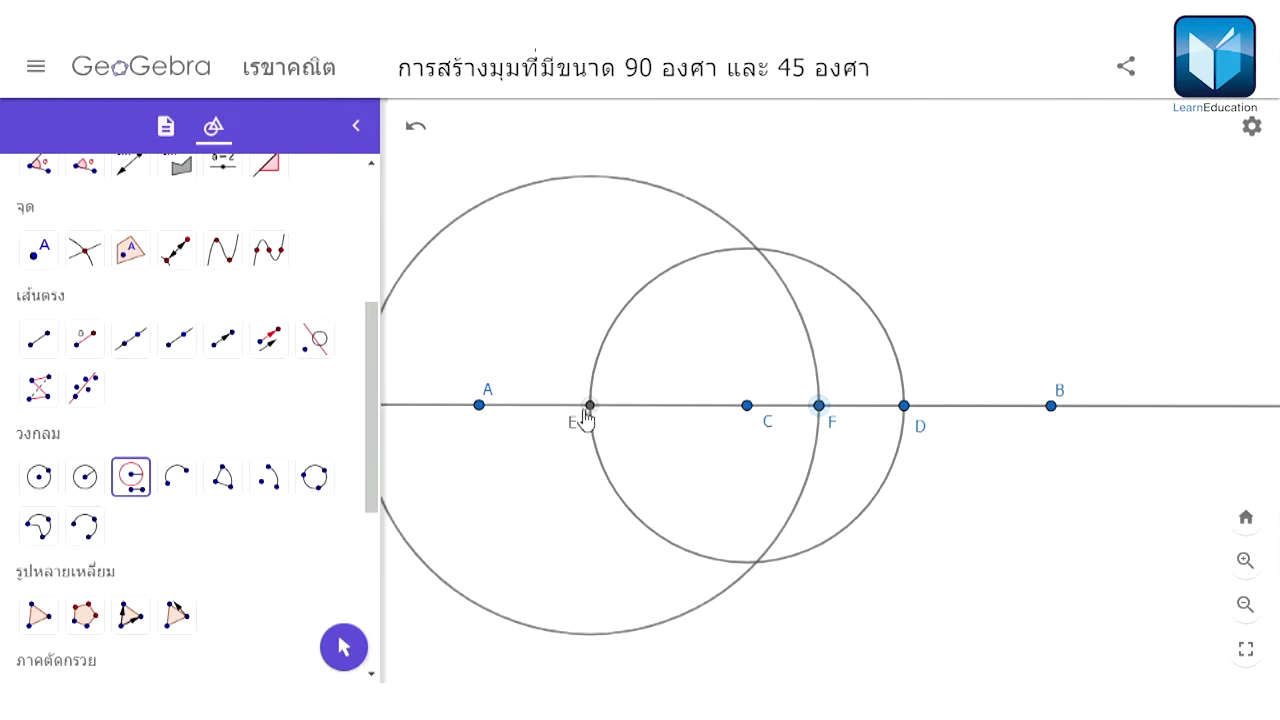 GeoGebra เรขาคณิต
การสร้างมุมที่มีขนาด 90 องศา และ 45 องศา
LearnEducation
a=2
จุด
A
A
เส้นตรง
a
วงกลม
รูปหลายเหลี่ยม
ภาคตัดกรวย
A
B
E
C
F
D